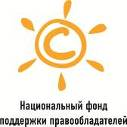 С
Национальный фонд
поддержки правообладателей